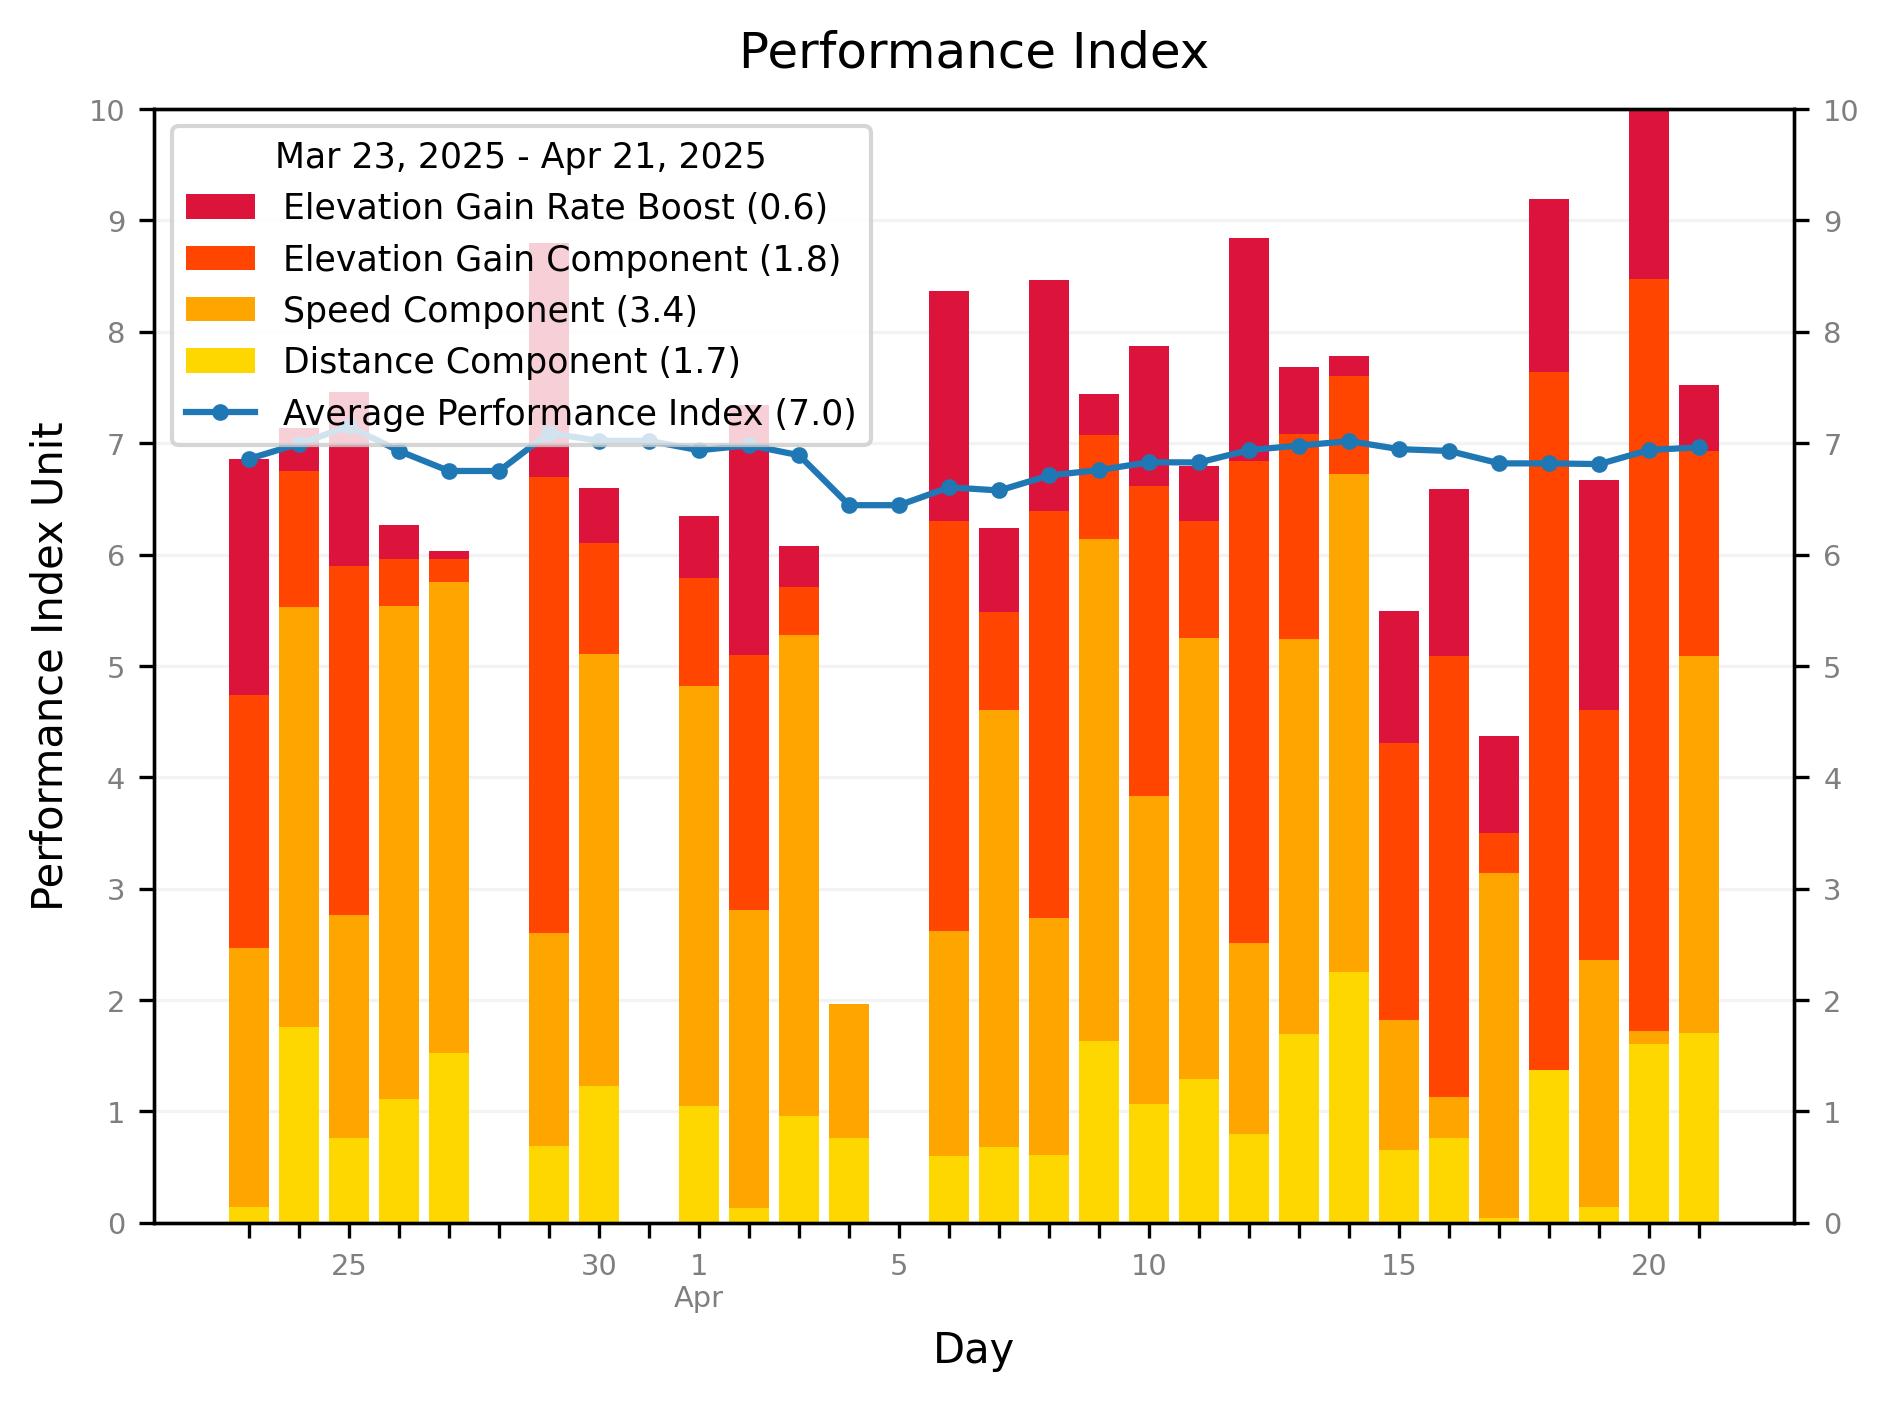 Performance Index
Mar 23, 2025 - Apr 21, 2025
Elevation Gain Rate Boost (0.6)
Elevation Gain Component (1.8)
Speed Component (3.4)
Distance Component (1.7)
Average Performance Index (7.0)
Performance Index Unit
10
9
8
7
6
5
4
3
2
1
0
10
9
8
7
6
5
4
3
2
1
0
25 30 1 5 10 15 20
Apr
Day